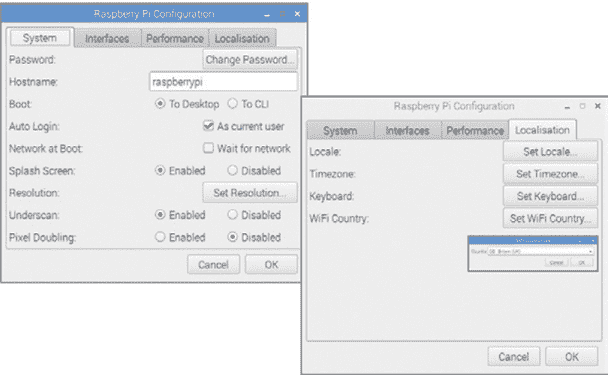 Raspberry Pi Configuration
System Interfaces Performance Localisation
Password: Change Password...
Hostname: raspberrypi
Boot: To Desktop To CLI
Auto Login: As current user
Network at Boot: Wait for network
Splash Screen: Enabled Disabled
Resolution: Set Resolution...
Underscan: Enabled Disabled
Pixel Doubling: Enabled Disabled
Cancel OK
Raspberry Pi Configuration
System Interfaces Performance Localisation
Locale: Set Locale...
Timezone: Set Timezone...
Keyboard: Set Keyboard...
WiFi Country: Set WiFi Country...
Cancel OK
Cancel OK